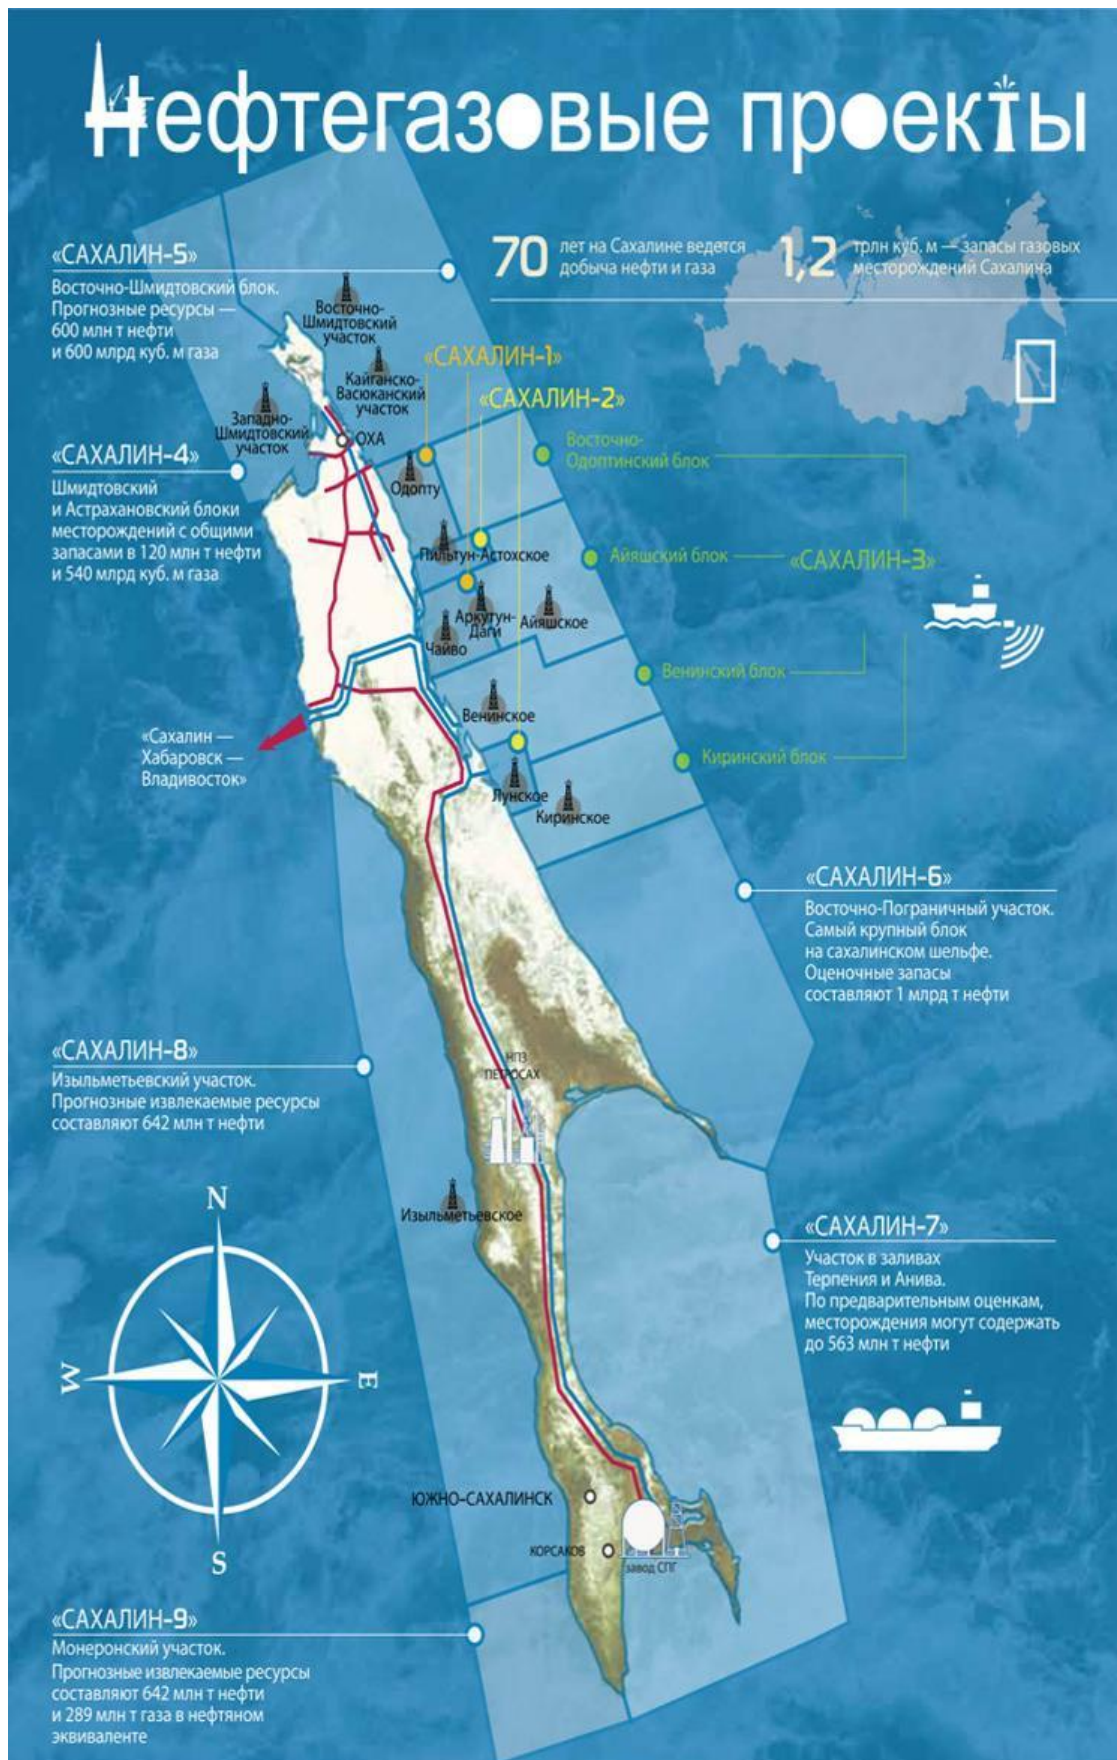 Нефтегазовые проекты
70
лет на Сахалине ведется
добыча нефти и газа
1,2
трлн куб. м — запасы газовых
месторождений Сахалина
«САХАЛИН-5»
Восточно-Шмидтовский блок.
Прогнозные ресурсы —
600 млн т нефти
и 600 млрд куб. м газа
Восточно-
Шмидтовский
участок
«САХАЛИН-1»
Кайганско-
Васюканский
участок
«САХАЛИН-2»
Западно-
Шмидтовский
участок
ОХА
Восточно-
Одоптинский блок
«САХАЛИН-4»
Шмидтовский
и Астрахановский блоки
месторождений с общими
запасами в 120 млн т нефти
и 540 млрд куб. м газа
Одопту
Пильтун-Астохское
Айяшский блок
«САХАЛИН-3»
Аркутун-
Даги
Айяшское
Чайво
Венинский блок
Венинское
«Сахалин —
Хабаровск —
Владивосток»
Киринский блок
Лунское
Киринское
«САХАЛИН-6»
Восточно-Пограничный участок.
Самый крупный блок
на сахалинском шельфе.
Оценочные запасы
составляют 1 млрд т нефти
«САХАЛИН-8»
Изыльметьевский участок.
Прогнозные извлекаемые ресурсы
составляют 642 млн т нефти
НПЗ
ПЕТРОСАХ
Изыльметьевское
«САХАЛИН-7»
Участок в заливах
Терпения и Анива.
По предварительным оценкам,
месторождения могут содержать
до 563 млн т нефти
N
W
E
S
ЮЖНО-САХАЛИНСК
КОРСАКОВ
завод СПГ
«САХАЛИН-9»
Монеронский участок.
Прогнозные извлекаемые ресурсы
составляют 642 млн т нефти
и 289 млн т газа в нефтяном
эквиваленте